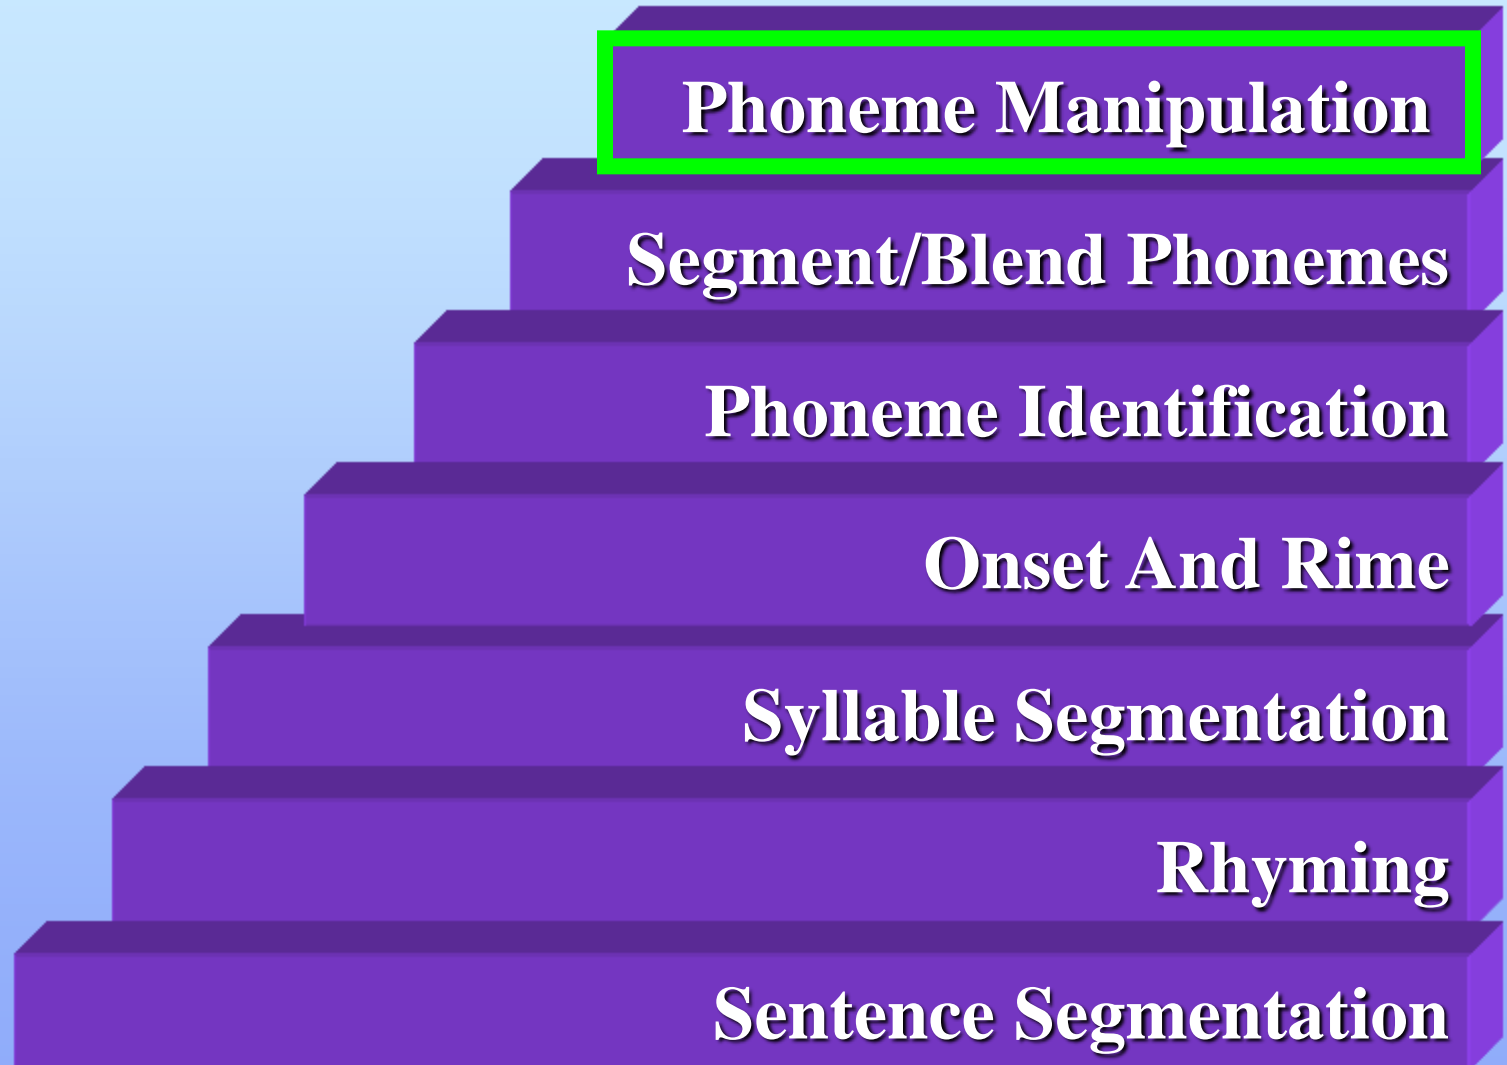 Phoneme Manipulation
Segment/Blend Phonemes
Phoneme Identification
Onset And Rime
Syllable Segmentation
Rhyming
Sentence Segmentation